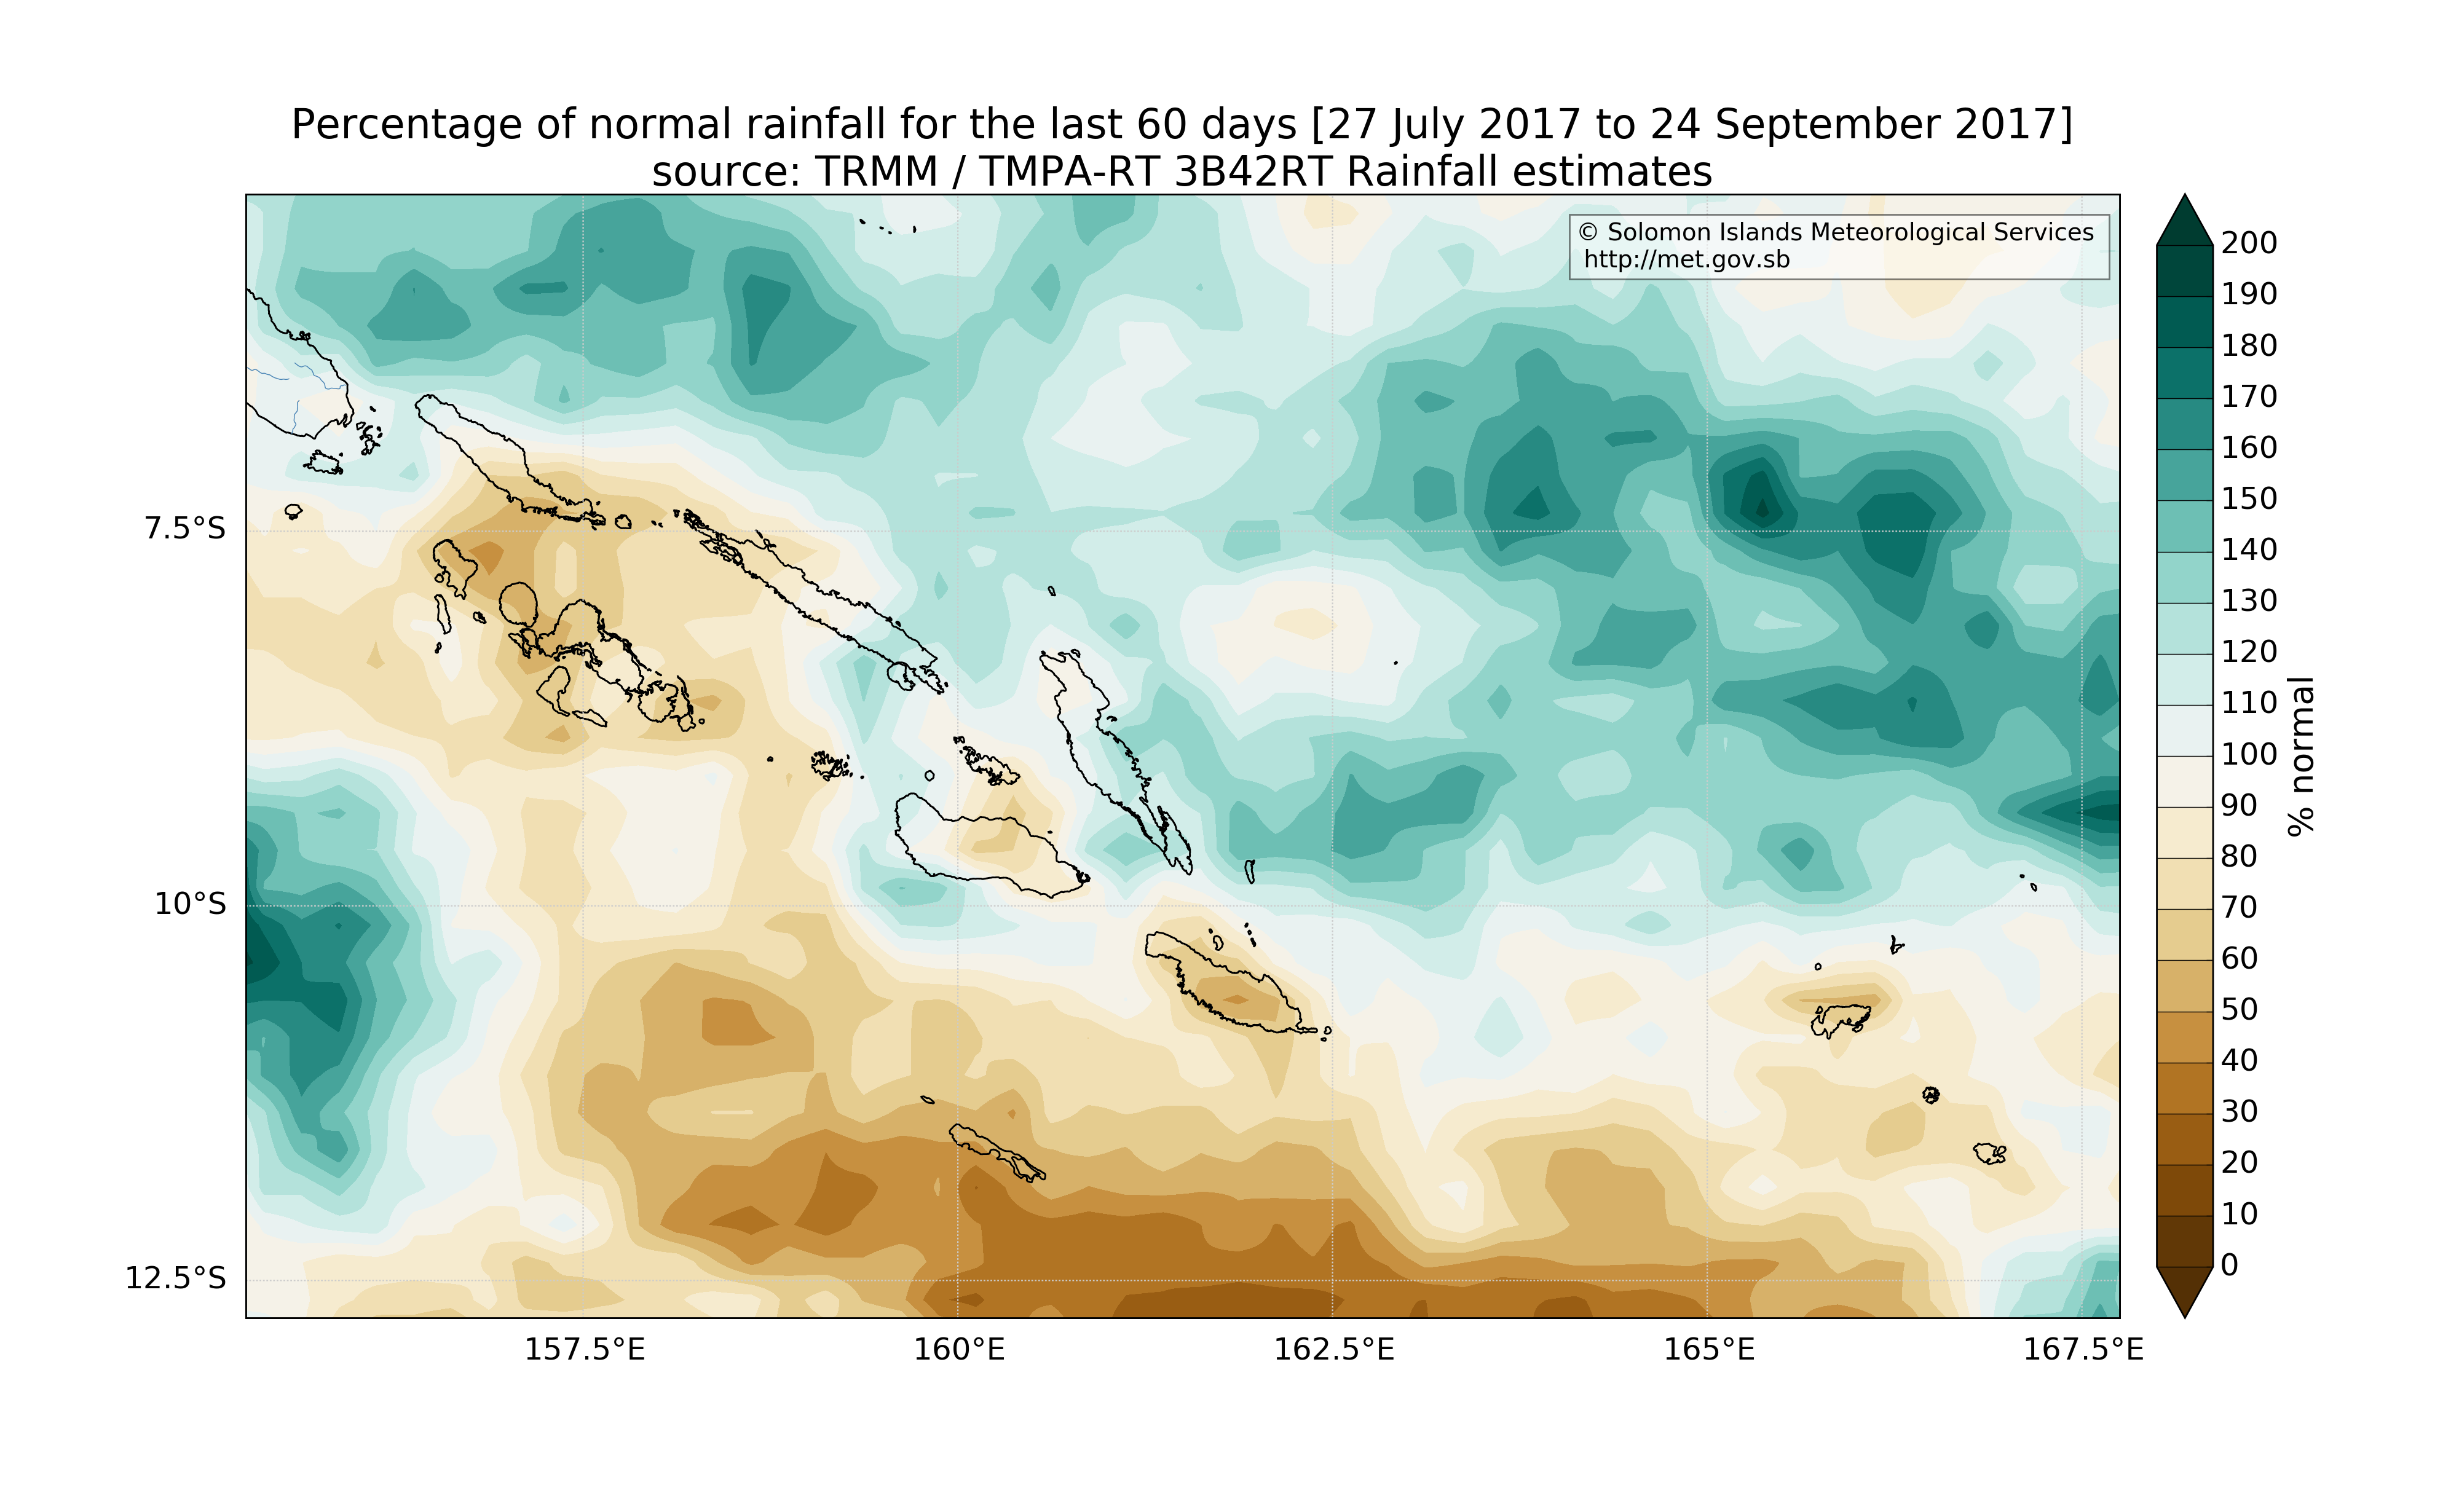 Percentage of normal rainfall for the last 60 days [27 July 2017 to 24 September 2017]
source: TRMM / TMPA-RT 3B42RT Rainfall estimates
© Solomon Islands Meteorological Services
http://met.gov.sb
7.5°S
10°S
12.5°S
157.5°E
160°E
162.5°E
165°E
167.5°E
200
190
180
170
160
150
140
130
120
110
100
90
80
70
60
50
40
30
20
10
0
% normal